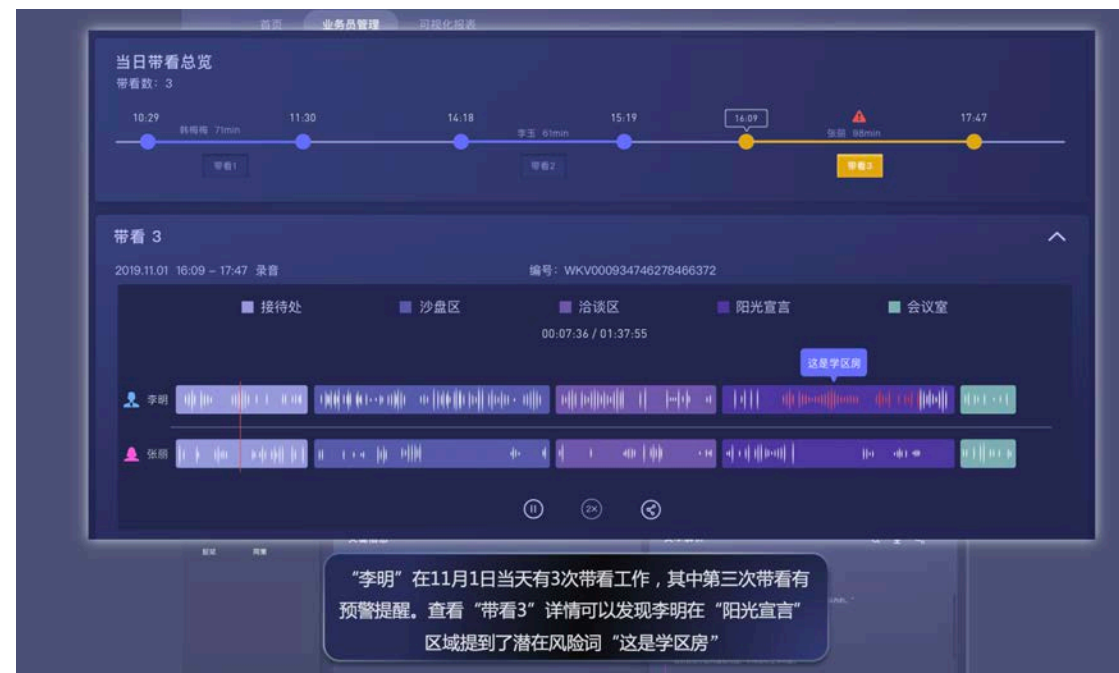 首页 业务员管理 可视化报表
当日带看总览
带看数：3
10:29 11:30 14:18 15:19 16:09 17:47
韩梅梅 71min 李玉 61min 张丽 98min
带看1 带看2 带看3
带看 3
2019.11.01 16:09 – 17:47 录音 编号：WKV000934746278466372
接待处 沙盘区 洽谈区 阳光宣言 会议室
00:07:36 / 01:37:55
这是学区房
李明
张丽
2×
“李明”在11月1日当天有3次带看工作，其中第三次带看有
预警提醒。查看“带看3”详情可以发现李明在“阳光宣言”
区域提到了潜在风险词“这是学区房”